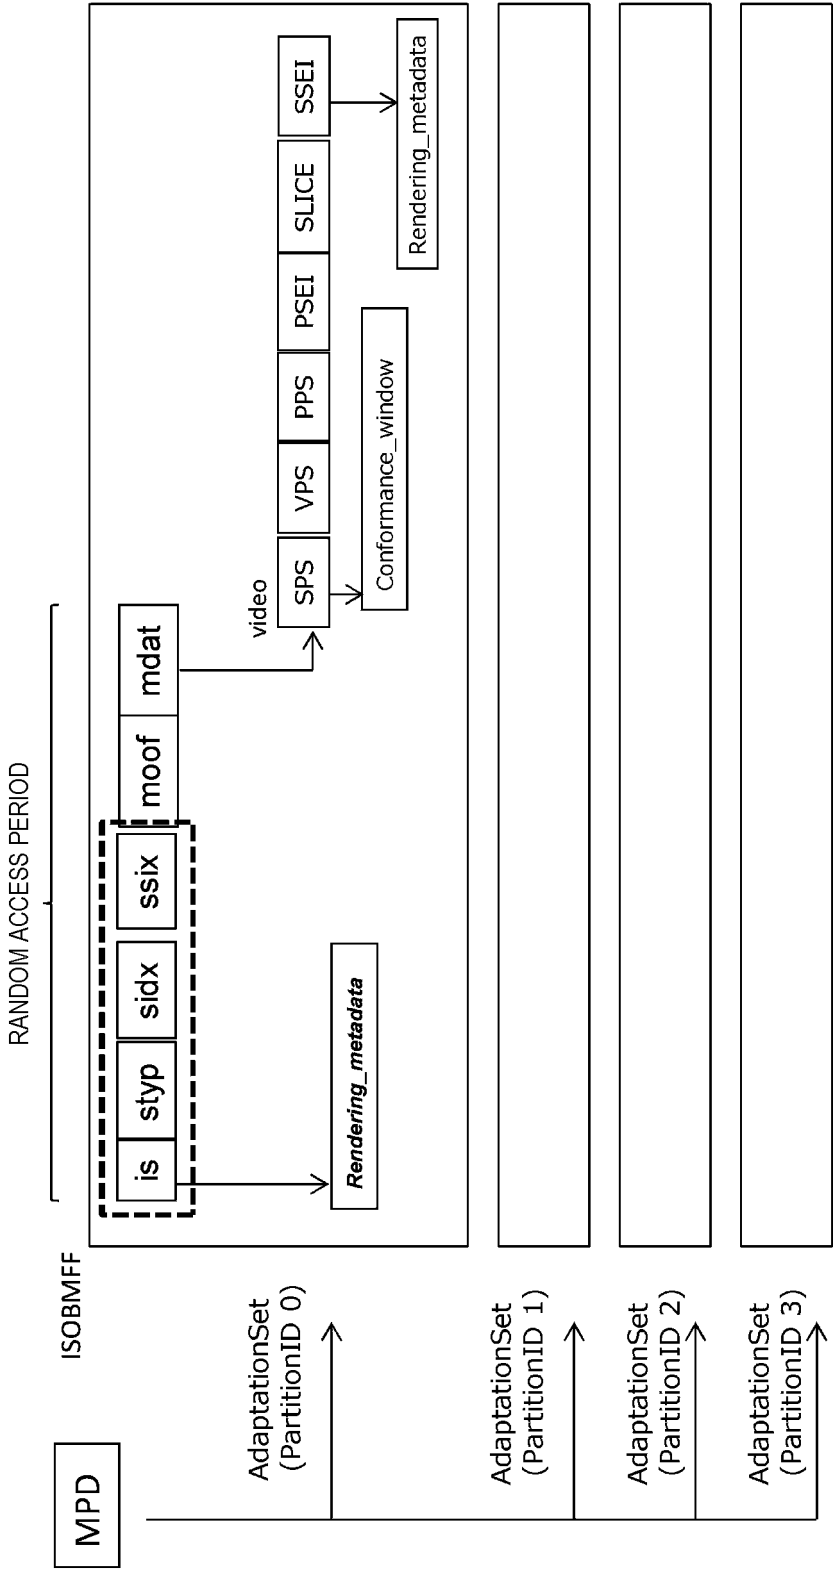 MPD
ISOBMFF
RANDOM ACCESS PERIOD
AdaptationSet
(PartitionID 0)
is
styp
sidx
ssix
moof
mdat
Rendering_metadata
video
SPS
VPS
PPS
PSEI
SLICE
SSEI
Conformance_window
Rendering_metadata
AdaptationSet
(PartitionID 1)
AdaptationSet
(PartitionID 2)
AdaptationSet
(PartitionID 3)